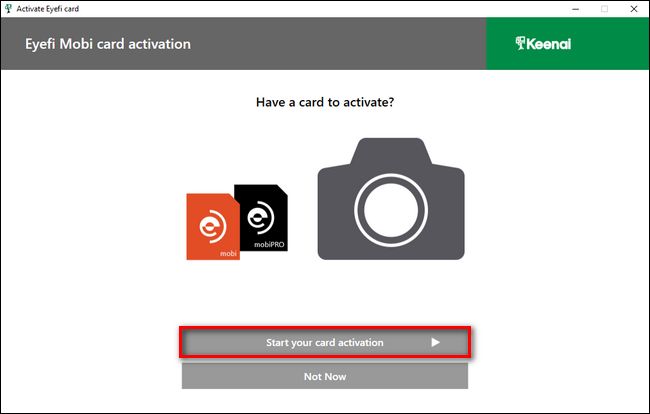 Activate Eyefi card
Eyefi Mobi card activation
Keenai
Have a card to activate?
mobi
mobiPRO
Start your card activation
Not Now